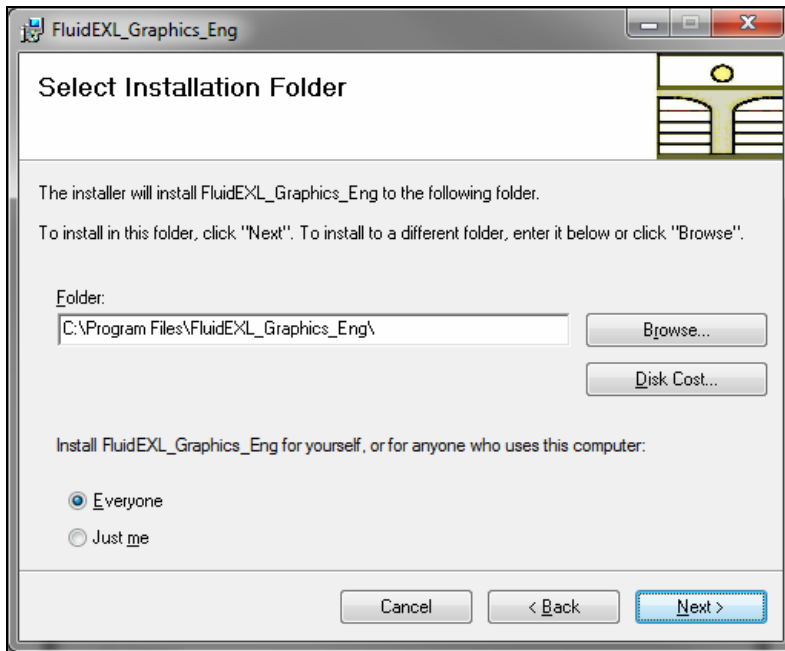 FluidEXL_Graphics_Eng
Select Installation Folder
The installer will install FluidEXL_Graphics_Eng to the following folder.
To install in this folder, click "Next". To install to a different folder, enter it below or click "Browse".
Folder:
C:\Program Files\FluidEXL_Graphics_Eng\
Browse...
Disk Cost...
Install FluidEXL_Graphics_Eng for yourself, or for anyone who uses this computer:
Everyone
Just me
Cancel
< Back
Next >